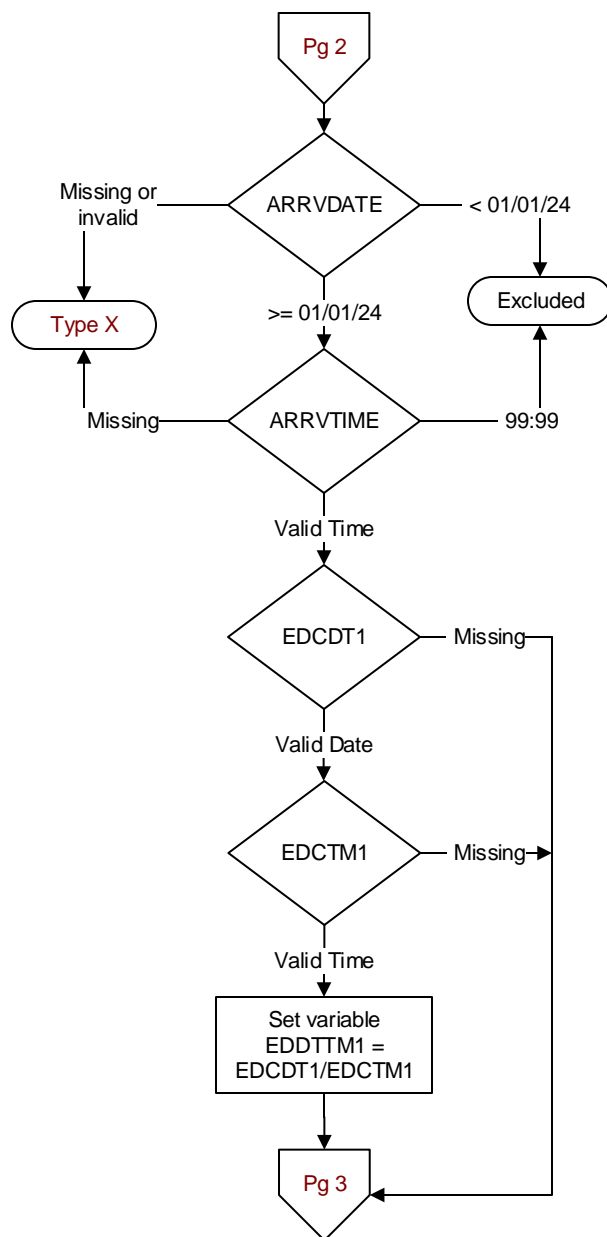 Pg 2
Missing or
invalid
ARRVDATE
< 01/01/24
Type X
>= 01/01/24
Excluded
Missing
ARRVTIME
99:99
Valid Time
EDCDT1
Missing
Valid Date
EDCTM1
Missing
Valid Time
Set variable
EDDTTM1 =
EDCDT1/EDCTM1
Pg 3